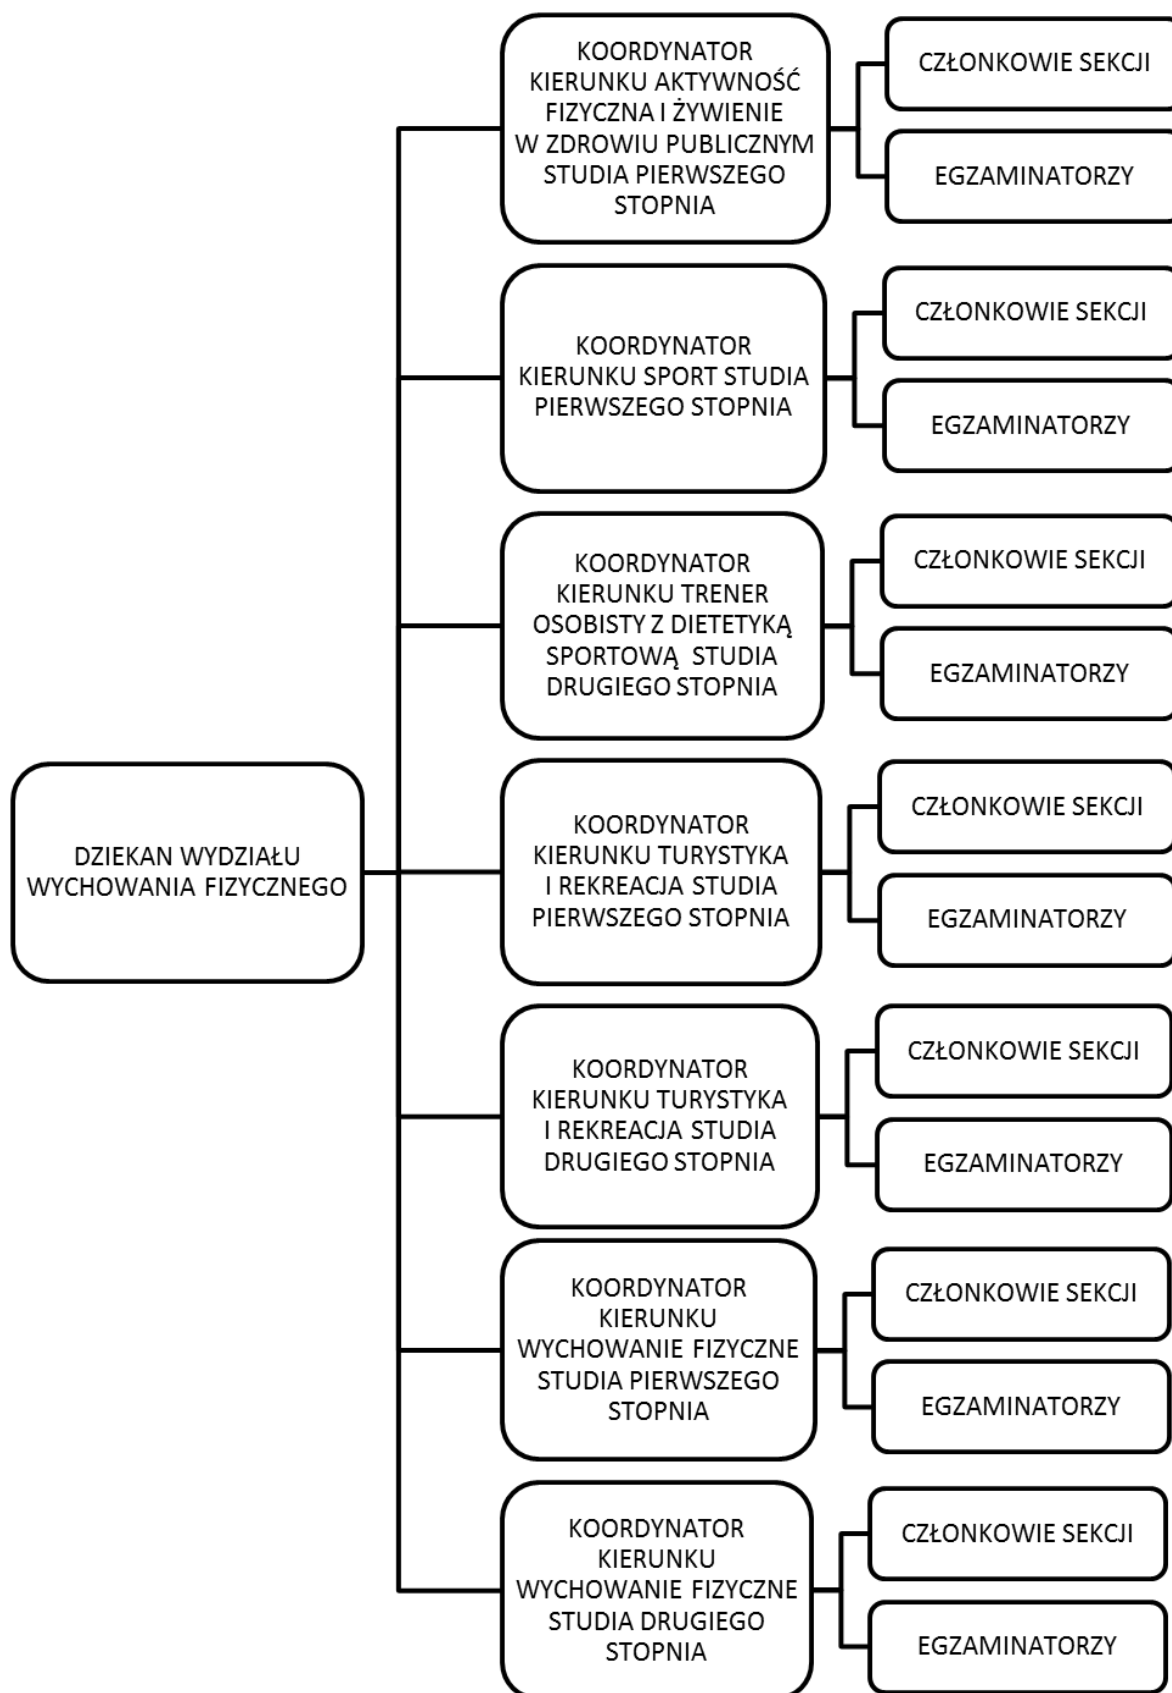 KOORDYNATOR
KIERUNKU AKTYWNOŚĆ
FIZYCZNA I ŻYWIENIE
W ZDROWIU PUBLICZNYM
STUDIA PIERWSZEGO
STOPNIA
CZŁONKOWIE SEKCJI
EGZAMINATORZY
KOORDYNATOR
KIERUNKU SPORT STUDIA
PIERWSZEGO STOPNIA
CZŁONKOWIE SEKCJI
EGZAMINATORZY
KOORDYNATOR
KIERUNKU TRENER
OSOBISTY Z DIETETYKĄ
SPORTOWĄ STUDIA
DRUGIEGO STOPNIA
CZŁONKOWIE SEKCJI
EGZAMINATORZY
DZIEKAN WYDZIAŁU
WYCHOWANIA FIZYCZNEGO
KOORDYNATOR
KIERUNKU TURYSTYKA
I REKREACJA STUDIA
PIERWSZEGO STOPNIA
CZŁONKOWIE SEKCJI
EGZAMINATORZY
KOORDYNATOR
KIERUNKU TURYSTYKA
I REKREACJA STUDIA
DRUGIEGO STOPNIA
CZŁONKOWIE SEKCJI
EGZAMINATORZY
KOORDYNATOR
KIERUNKU
WYCHOWANIE FIZYCZNE
STUDIA PIERWSZEGO
STOPNIA
CZŁONKOWIE SEKCJI
EGZAMINATORZY
KOORDYNATOR
KIERUNKU
WYCHOWANIE FIZYCZNE
STUDIA DRUGIEGO
STOPNIA
CZŁONKOWIE SEKCJI
EGZAMINATORZY